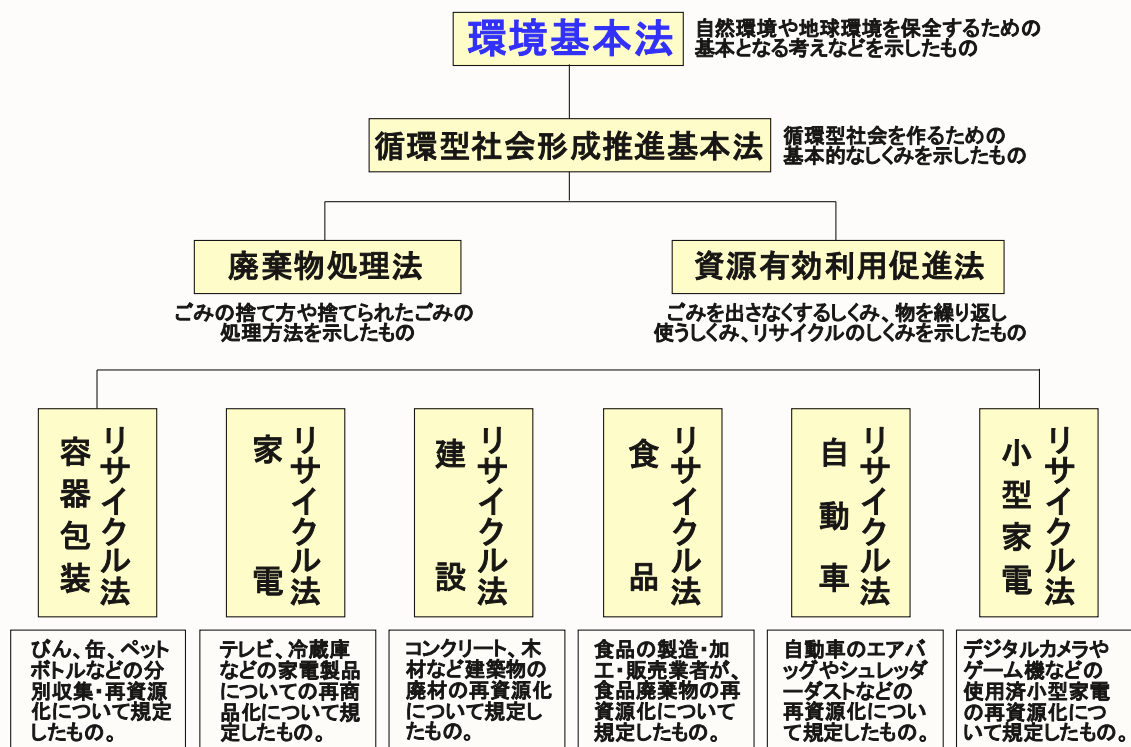 環境基本法
自然環境や地球環境を保全するための
基本となる考えなどを示したもの
循環型社会形成推進基本法
循環型社会を作るための
基本的なしくみを示したもの
廃棄物処理法
ごみの捨て方や捨てられたごみの
処理方法を示したもの
資源有効利用促進法
ごみを出さなくするしくみ、物を繰り返し
使うしくみ、リサイクルのしくみを示したもの
容器包装
リサイクル法
家電
リサイクル法
建設
リサイクル法
食品
リサイクル法
自動車
リサイクル法
小型家電
リサイクル法
びん、缶、ペット
ボトルなどの分
別収集・再資源
化について規定
したもの。
テレビ、冷蔵庫
などの家電製品
についての再商
品化について規
定したもの。
コンクリート、木
材など建築物の
廃材の再資源化
について規定し
たもの。
食品の製造・加
工・販売業者が、
食品廃棄物の再
資源化について
規定したもの。
自動車のエアバ
ッグやシュレッダ
ーダストなどの
再資源化につい
て規定したもの。
デジタルカメラや
ゲーム機などの
使用済小型家電
の再資源化につ
いて規定したもの。